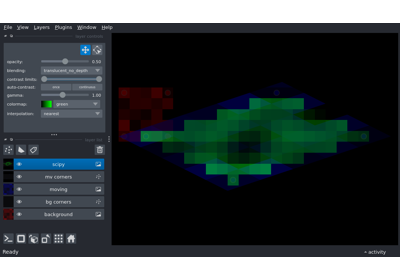 File View Layers Plugins Window Help
opacity: 0.50
blending: translucent_no_depth
contrast limits:
auto-contrast: once continuous
gamma: 1.00
colormap: green
interpolation: nearest
scipy
mv corners
moving
bg corners
background
Ready activity